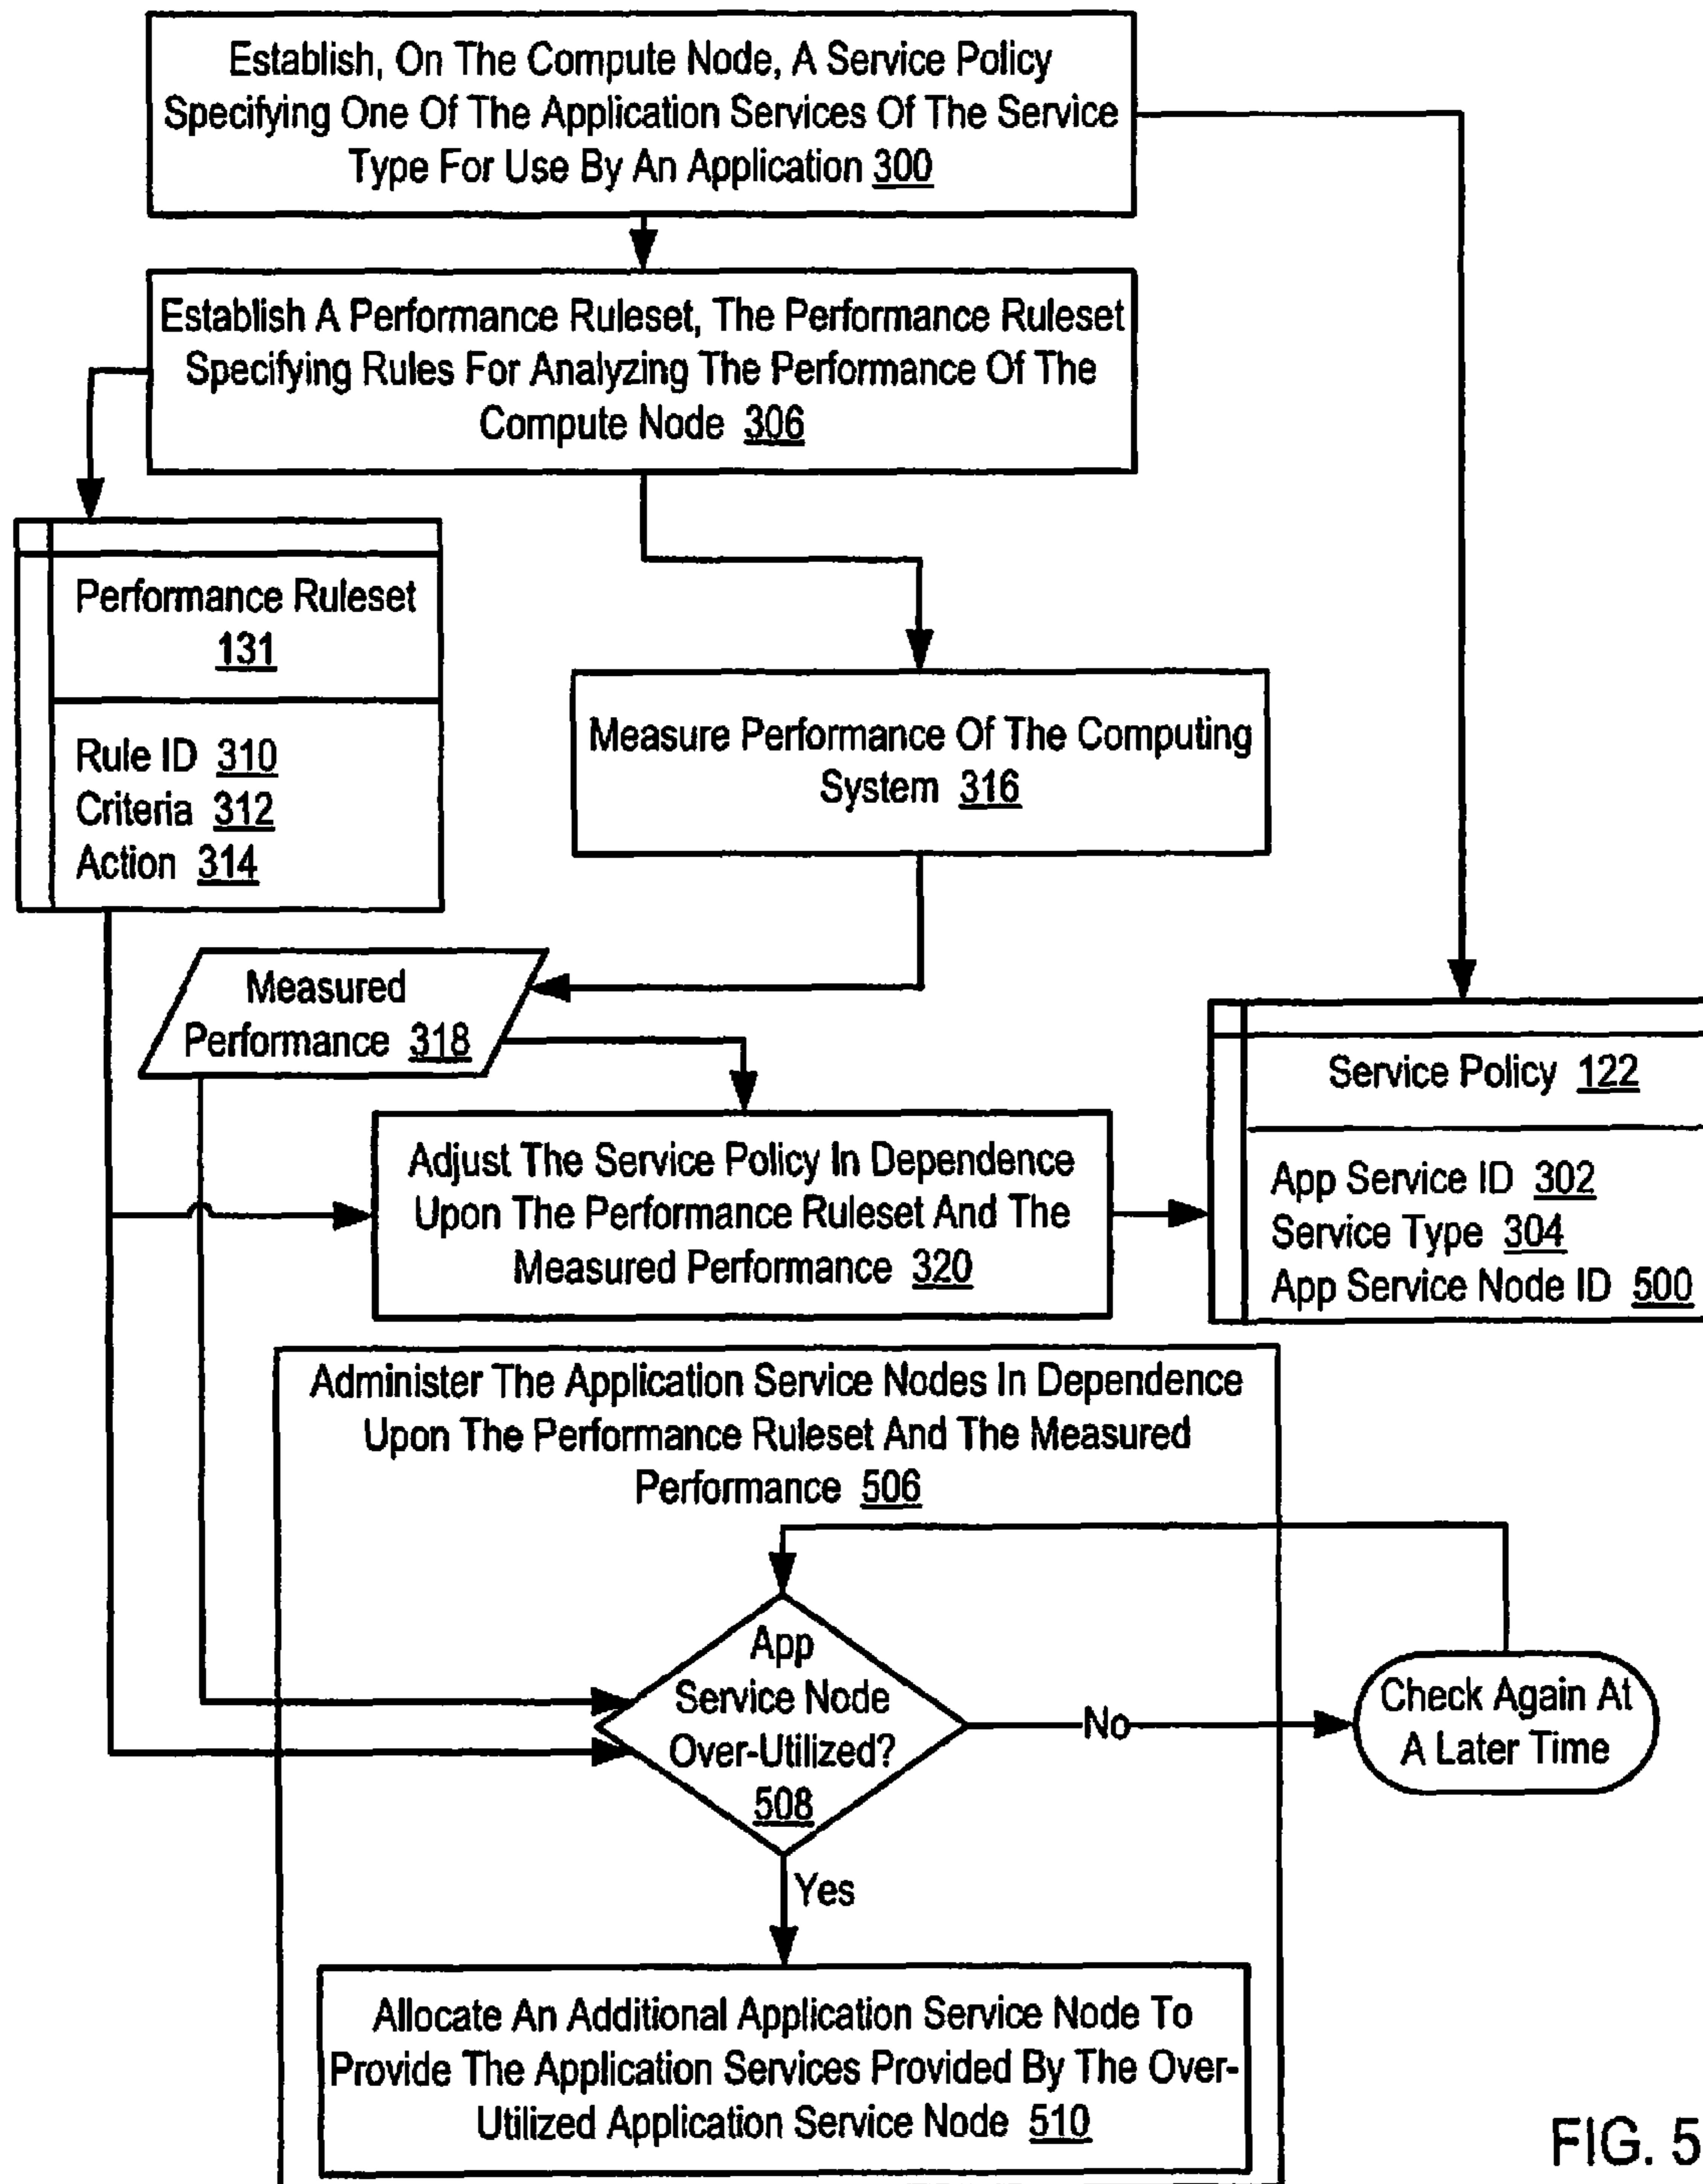 Establish, On The Compute Node, A Service Policy
Specifying One Of The Application Services Of The Service
Type For Use By An Application 300
Establish A Performance Ruleset, The Performance Ruleset
Specifying Rules For Analyzing The Performance Of The
Compute Node 306
Performance Ruleset
131
Rule ID 310
Criteria 312
Action 314
Measure Performance Of The Computing
System 316
Measured
Performance 318
Service Policy 122
App Service ID 302
Service Type 304
App Service Node ID 500
Adjust The Service Policy In Dependence
Upon The Performance Ruleset And The
Measured Performance 320
Administer The Application Service Nodes In Dependence
Upon The Performance Ruleset And The Measured
Performance 506
App
Service Node
Over-Utilized?
508
No
Check Again At
A Later Time
Yes
Allocate An Additional Application Service Node To
Provide The Application Services Provided By The Over-
Utilized Application Service Node 510
FIG. 5